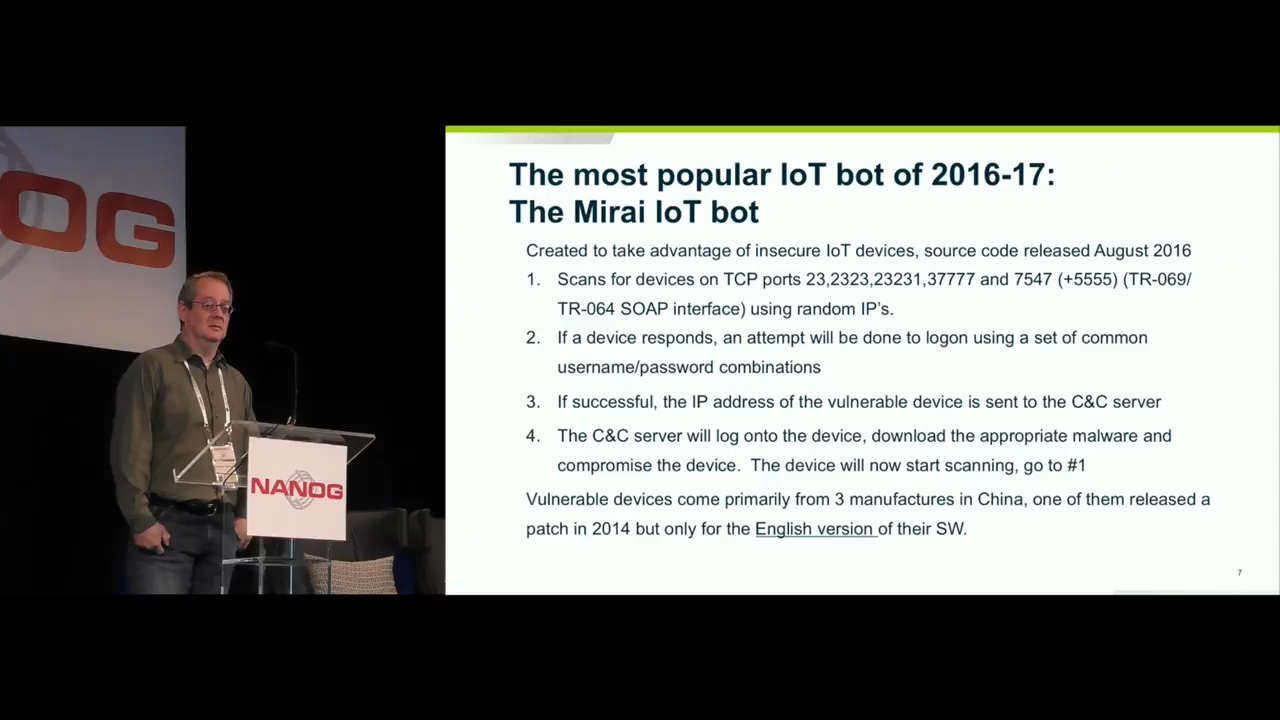 OG
NANOG
The most popular IoT bot of 2016-17:
The Mirai IoT bot
Created to take advantage of insecure IoT devices, source code released August 2016
1. Scans for devices on TCP ports 23,2323,23231,37777 and 7547 (+5555) (TR-069/
TR-064 SOAP interface) using random IP's.
2. If a device responds, an attempt will be done to logon using a set of common
username/password combinations
3. If successful, the IP address of the vulnerable device is sent to the C&C server
4. The C&C server will log onto the device, download the appropriate malware and
compromise the device. The device will now start scanning, go to #1
Vulnerable devices come primarily from 3 manufactures in China, one of them released a
patch in 2014 but only for the English version of their SW.
7